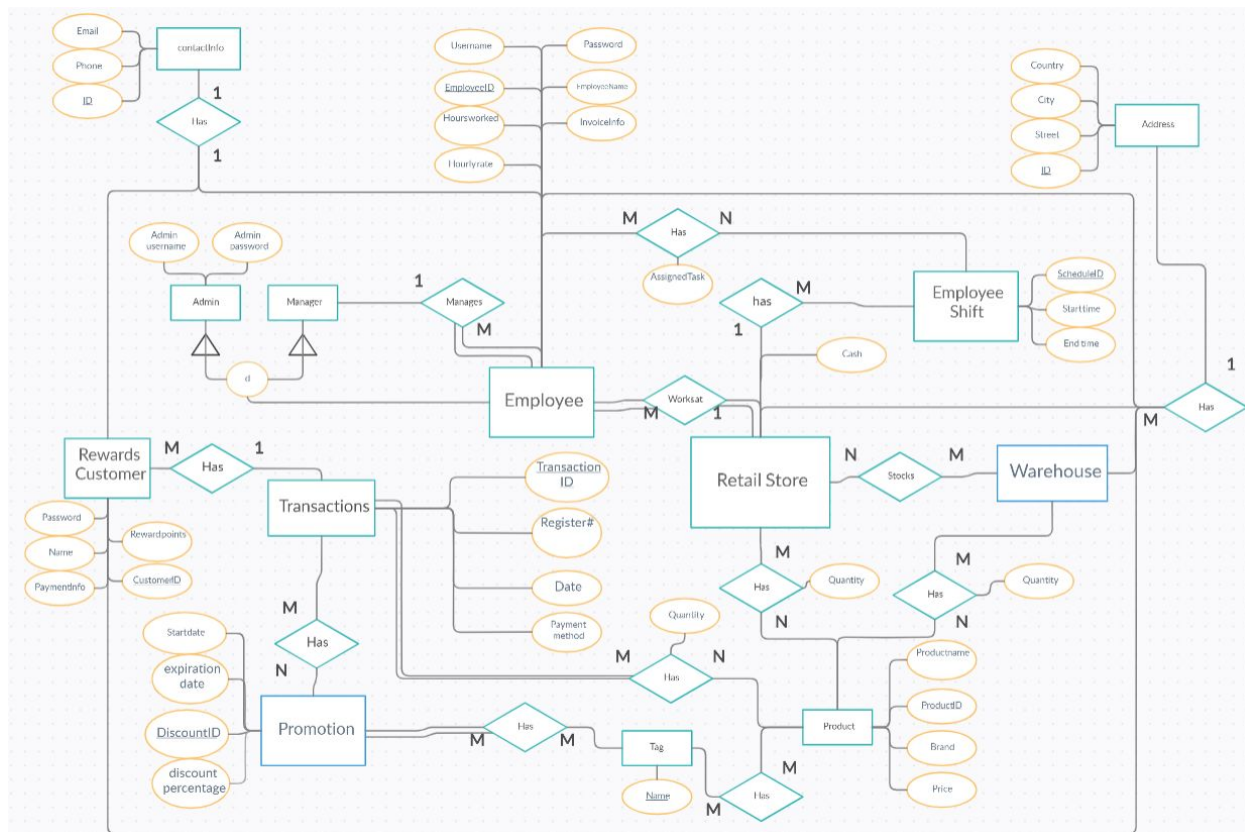 Email
contactInfo
Phone
ID
1
Has
1
Username
Password
EmployeeID
EmployeeName
Hoursworked
InvoiceInfo
Hourlyrate
Country
City
Street
ID
Address
Admin
username
Admin
password
Admin
Manager
1
Manages
M
d
M
Has
N
AssignedTask
has
M
1
Employee
Shift
ScheduleID
Starttime
End time
Cash
Employee
M
Worksat
1
1
Has
M
Rewards
Customer
M
Has
1
Transactions
Transaction
ID
Register#
Date
Payment
method
Retail Store
N
Stocks
M
Warehouse
Password
Name
PaymentInfo
Rewardpoints
CustomerID
M
Has
Quantity
N
M
Has
Quantity
N
M
Has
N
Quantity
M
Has
N
Startdate
expiration
date
DiscountID
discount
percentage
Promotion
Has
M
M
Tag
Name
M
Has
M
Product
Productname
ProductID
Brand
Price